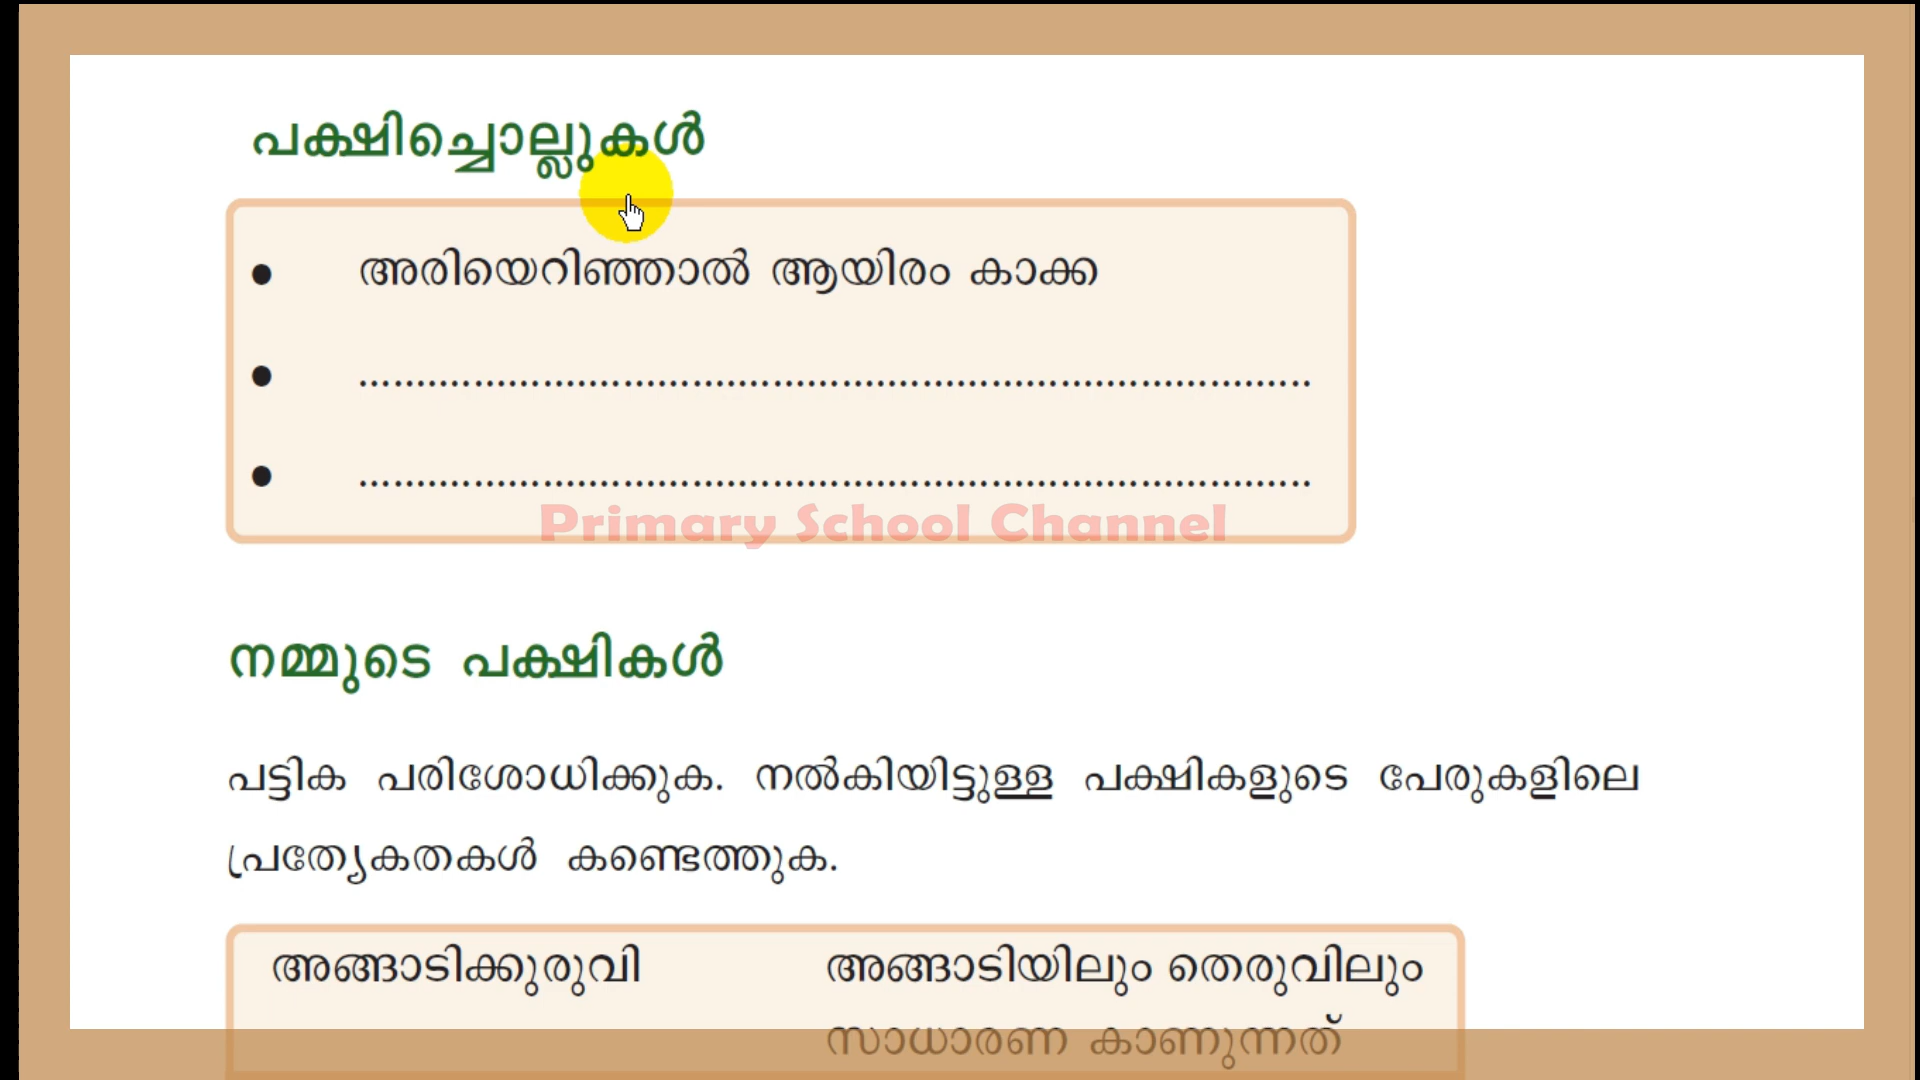 പക്ഷിച്ചൊല്ലുകൾ
● അരിയെറിഞ്ഞാൽ ആയിരം കാക്ക
● ...................................................................................
● ...................................................................................
Primary School Channel
നമ്മുടെ പക്ഷികൾ
പട്ടിക പരിശോധിക്കുക. നൽകിയിട്ടുള്ള പക്ഷികളുടെ പേരുകളിലെ
പ്രത്യേകതകൾ കണ്ടെത്തുക.
അങ്ങാടിക്കുരുവി അങ്ങാടിയിലും തെരുവിലും
സാധാരണ കാണുന്നത്